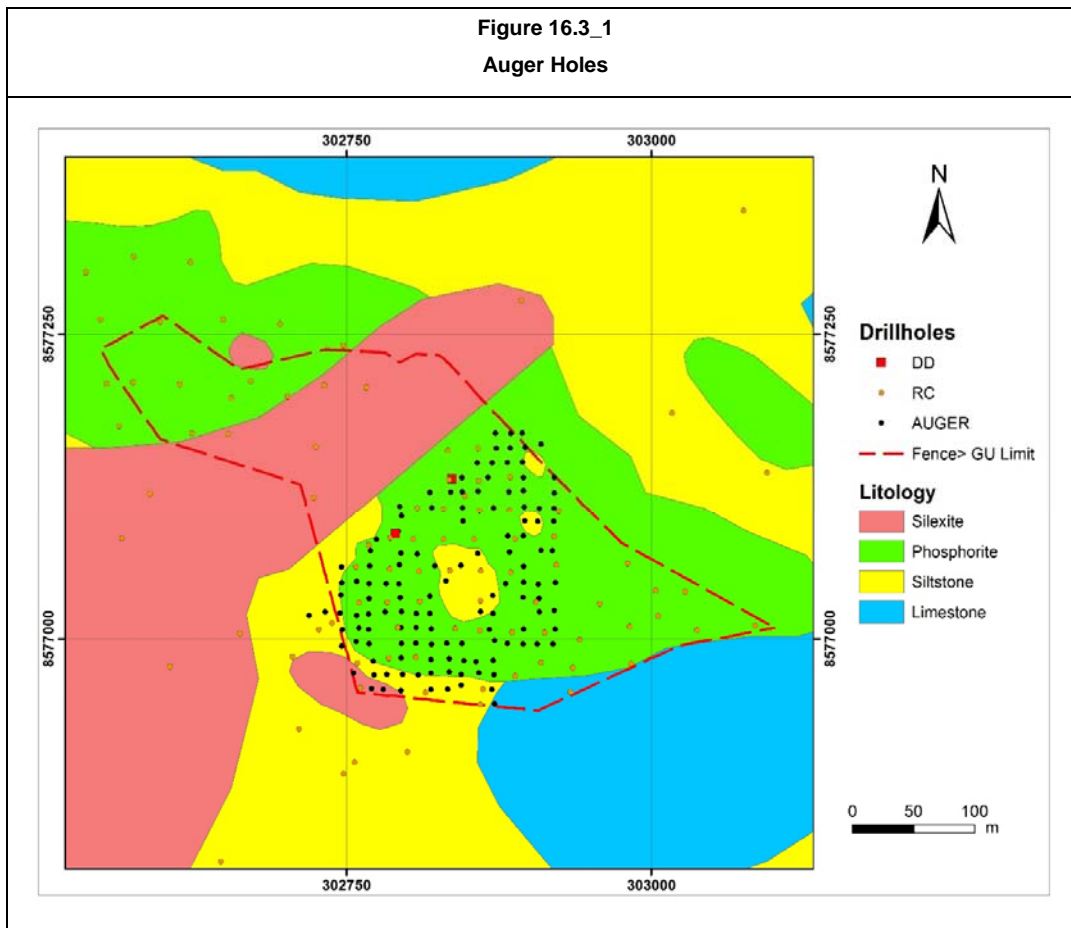 Figure 16.3_1
Auger Holes
302750
303000
N
8577250
8577250
Drillholes
DD
RC
AUGER
Fence> GU Limit
Litology
Silexite
Phosphorite
Siltstone
Limestone
8577000
8577000
0 50 100
m
302750
303000